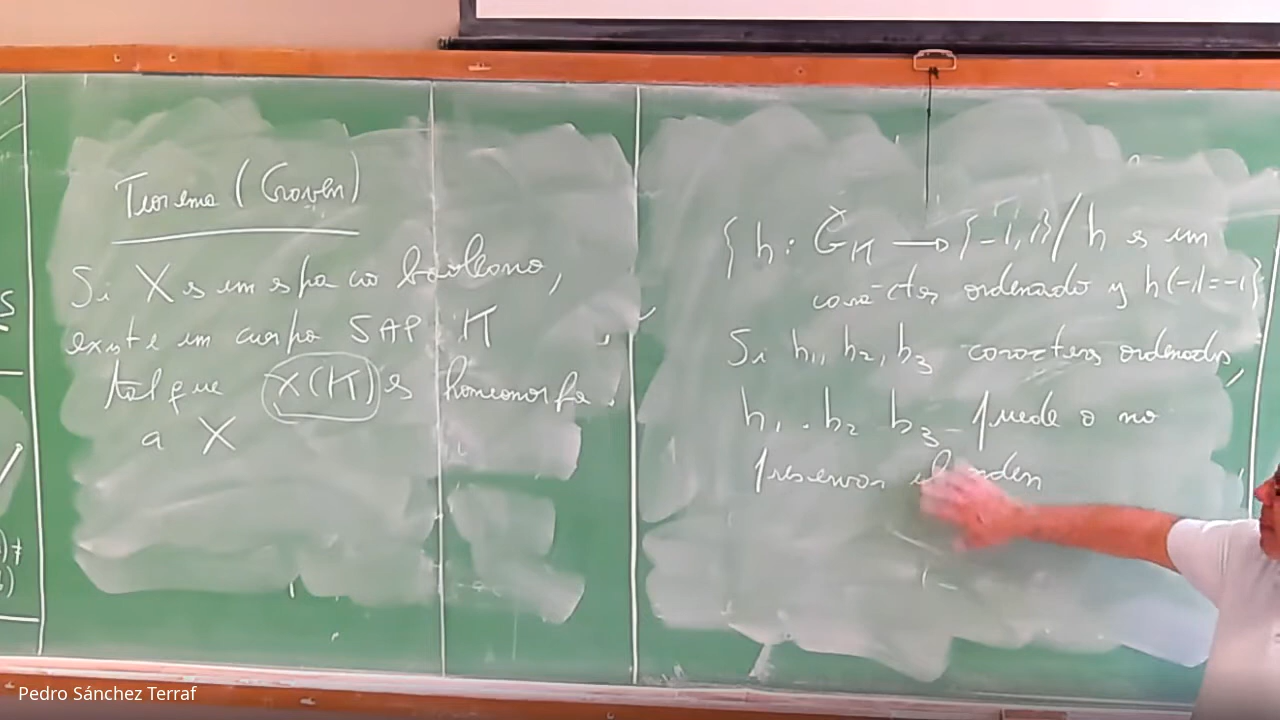 Teorema (Craven)
Si X es un espacio booleano,
existe un cuerpo SAP K
tal que X(K) es homeomorfo
a X
{ h: G_K → {-1,1} / h es un
carácter ordenado y h(-1)=-1}
Si h₁, h₂, h₃ caracteres ordenados,
h₁ . h₂ h₃ puede o no
preservar el orden
Pedro Sánchez Terraf